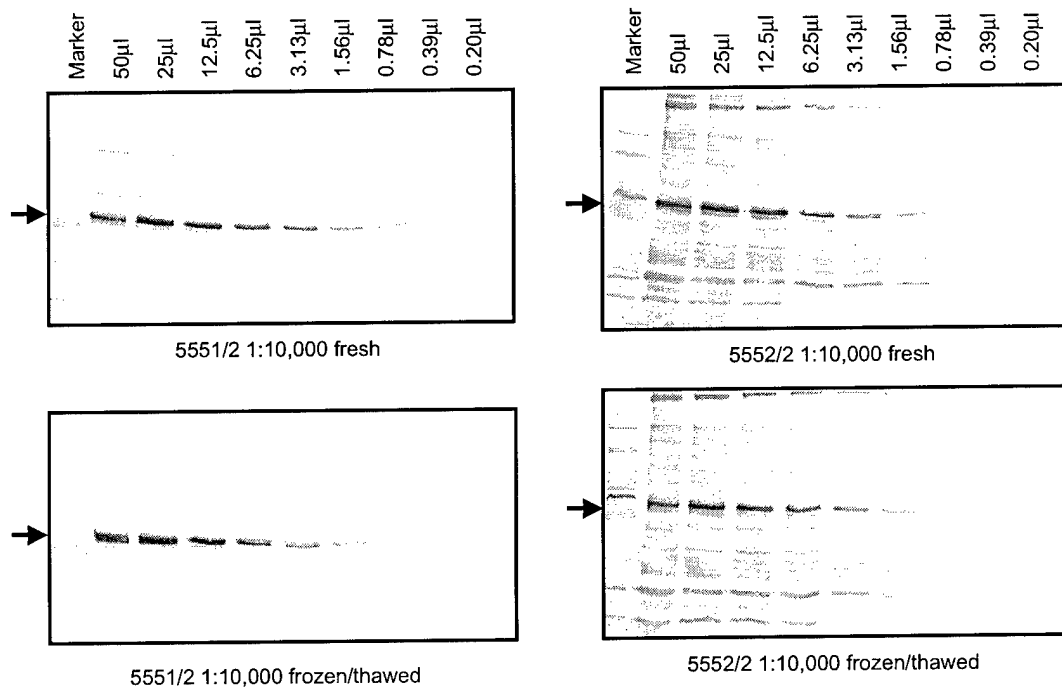 Marker 50µl 25µl 12.5µl 6.25µl 3.13µl 1.56µl 0.78µl 0.39µl 0.20µl
Marker 50µl 25µl 12.5µl 6.25µl 3.13µl 1.56µl 0.78µl 0.39µl 0.20µl
5551/2 1:10,000 fresh
5552/2 1:10,000 fresh
5551/2 1:10,000 frozen/thawed
5552/2 1:10,000 frozen/thawed